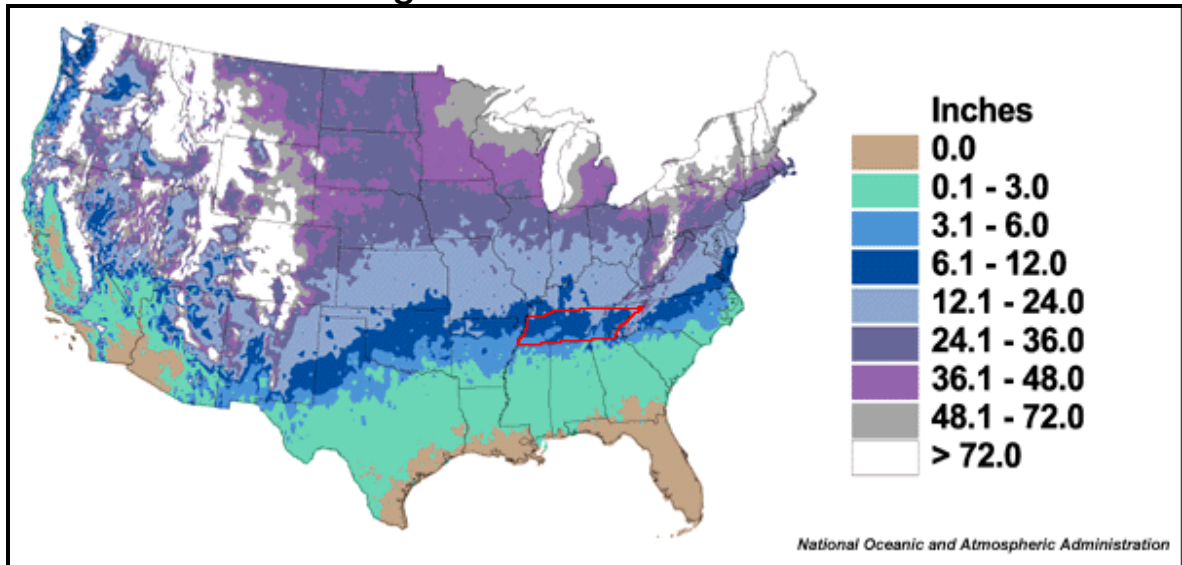 Inches
0.0
0.1 - 3.0
3.1 - 6.0
6.1 - 12.0
12.1 - 24.0
24.1 - 36.0
36.1 - 48.0
48.1 - 72.0
> 72.0
National Oceanic and Atmospheric Administration